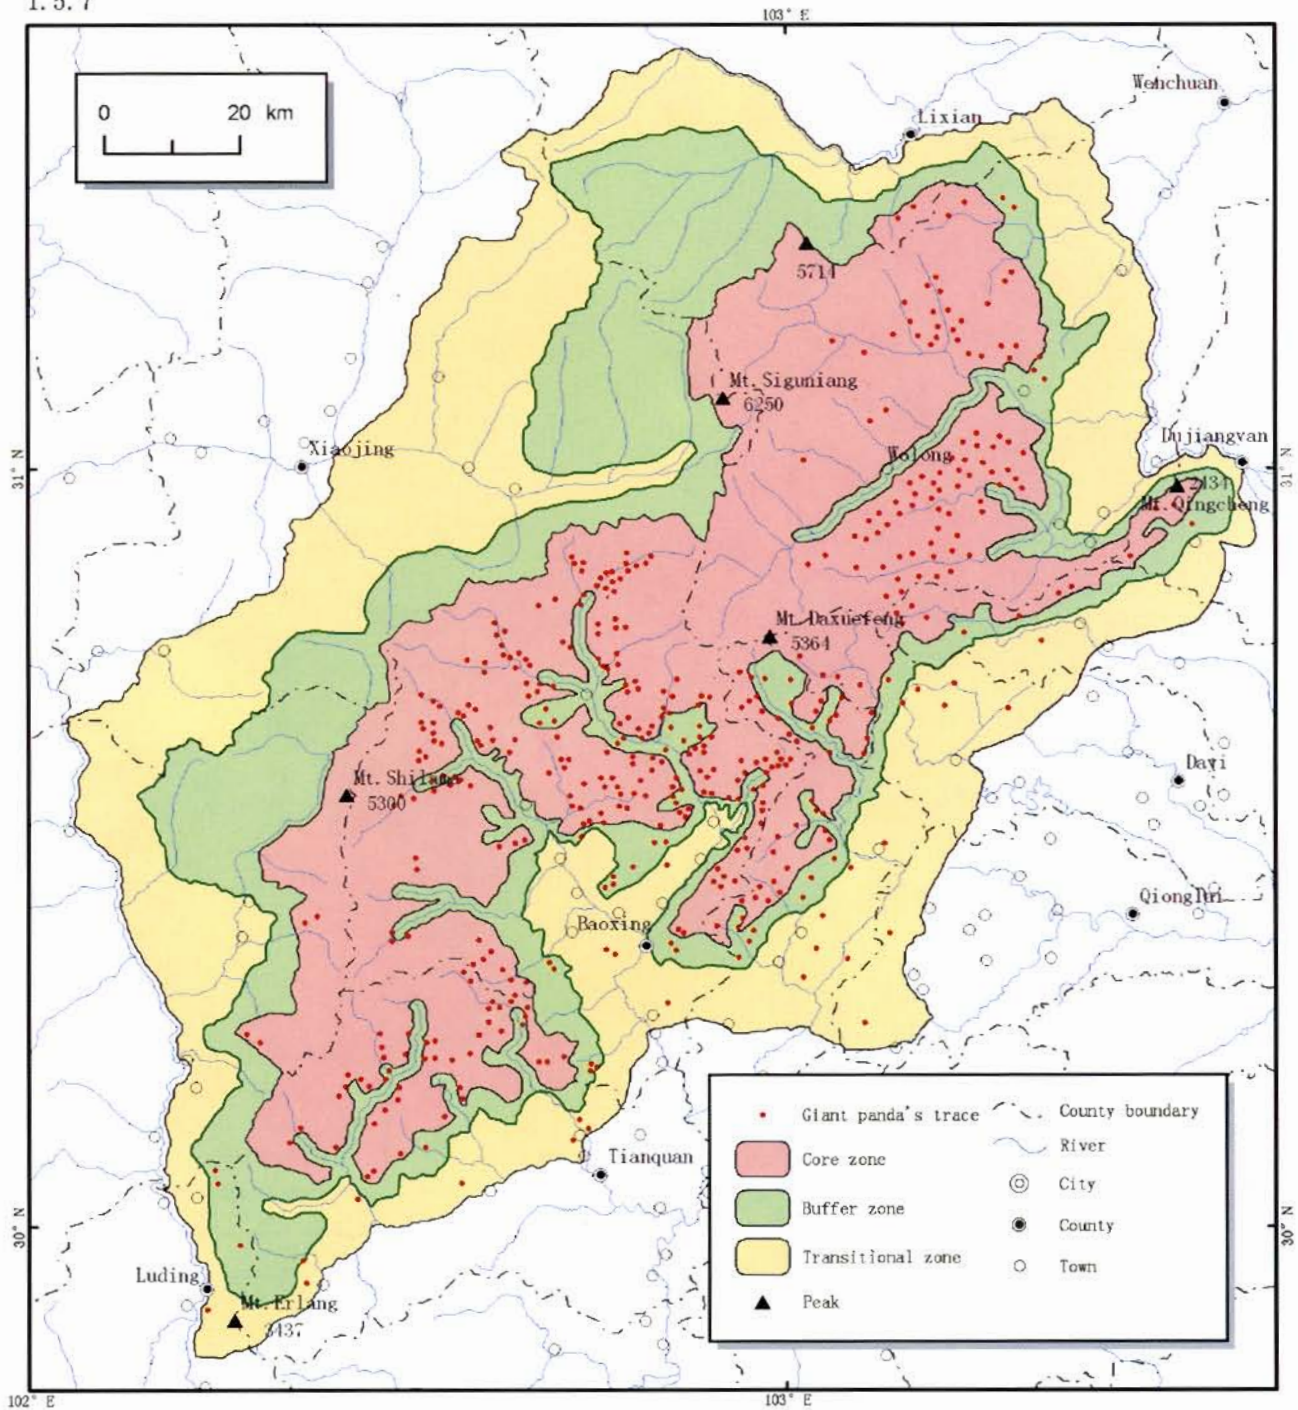 1.5.7
103° E
0 20 km
Wenchuan
Lixian
5714
Mt. Siguniang
6250
Xiaojing
Dujiangyan
31° N
31° N
Wolong
2434
Mt. Qingcheng
Mt. Daxuefeng
5364
Mt. Shilama
5300
Dayi
Qionglai
Baoxing
Giant panda's trace
County boundary
River
Core zone
City
Buffer zone
County
Transitional zone
Town
Peak
Tianquan
30° N
30° N
Luding
Mt. Erlang
3437
102° E
103° E